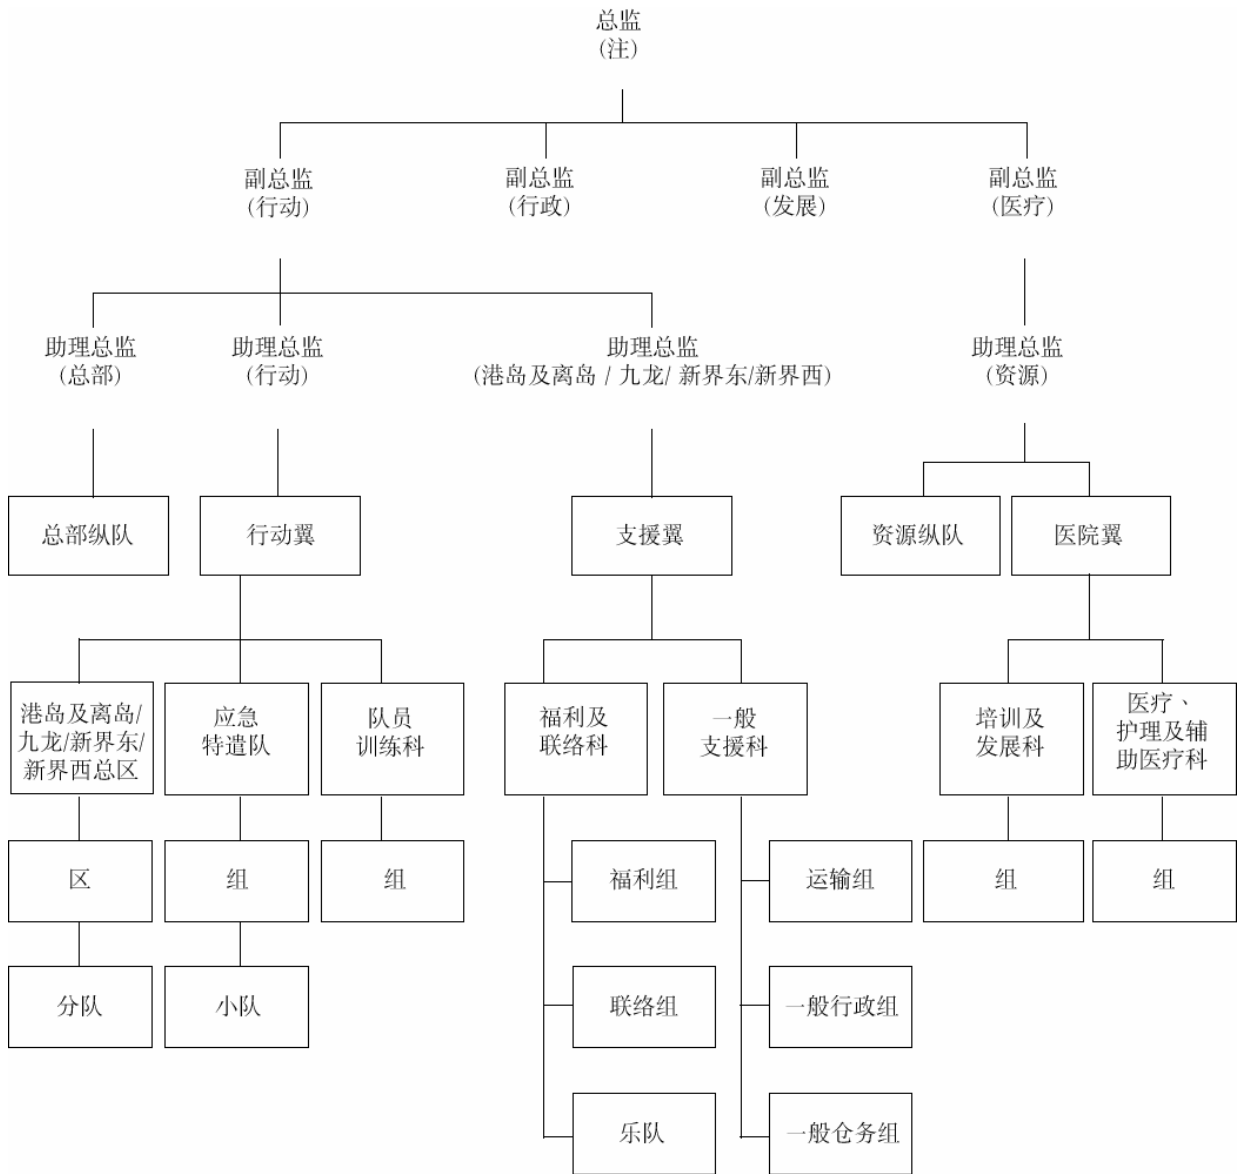 总监
(注)
副总监
(行动)
副总监
(行政)
副总监
(发展)
副总监
(医疗)
助理总监
(总部)
助理总监
(行动)
助理总监
(港岛及离岛 / 九龙/ 新界东/新界西)
助理总监
(资源)
总部纵队
行动翼
支援翼
资源纵队
医院翼
港岛及离岛/
九龙/新界东/
新界西总区
应急
特遣队
队员
训练科
福利及
联络科
一般
支援科
培训及
发展科
医疗、
护理及辅
助医疗科
区
组
组
福利组
运输组
组
组
分队
小队
联络组
一般行政组
乐队
一般仓务组